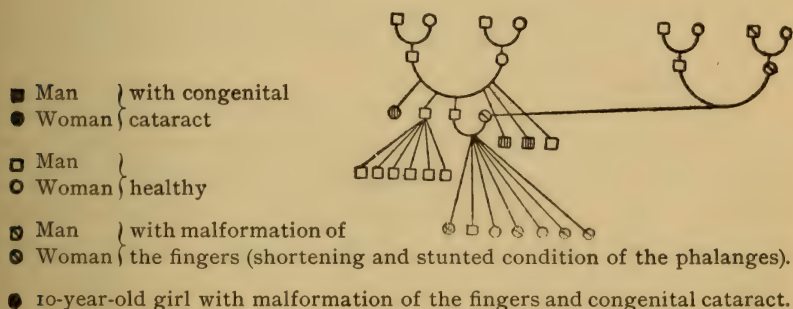 Man } with congenital
Woman } cataract
Man }
Woman } healthy
Man } with malformation of
Woman } the fingers (shortening and stunted condition of the phalanges).
10-year-old girl with malformation of the fingers and congenital cataract.